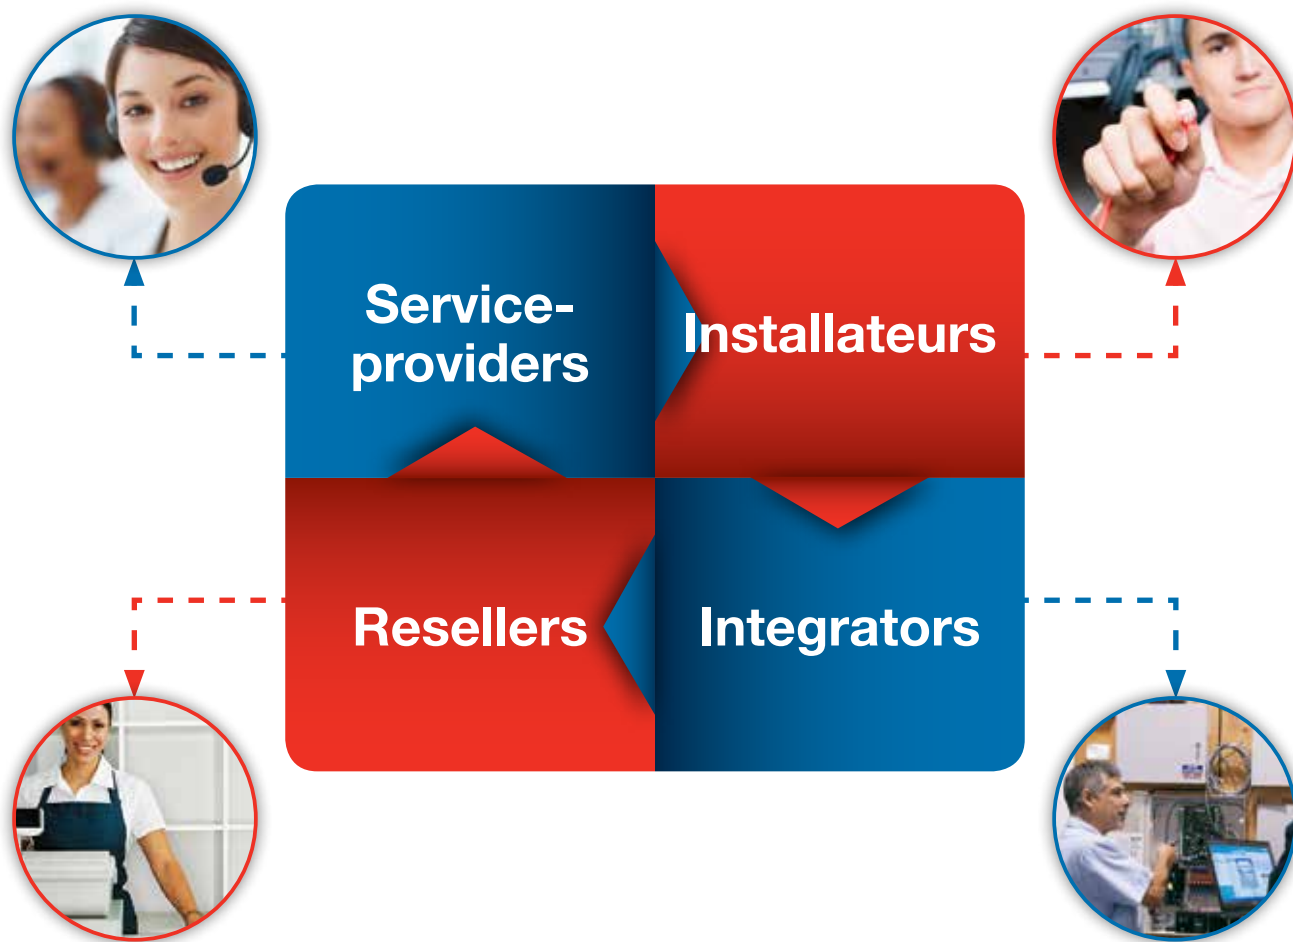 Service-
providers
Installateurs
Resellers
Integrators